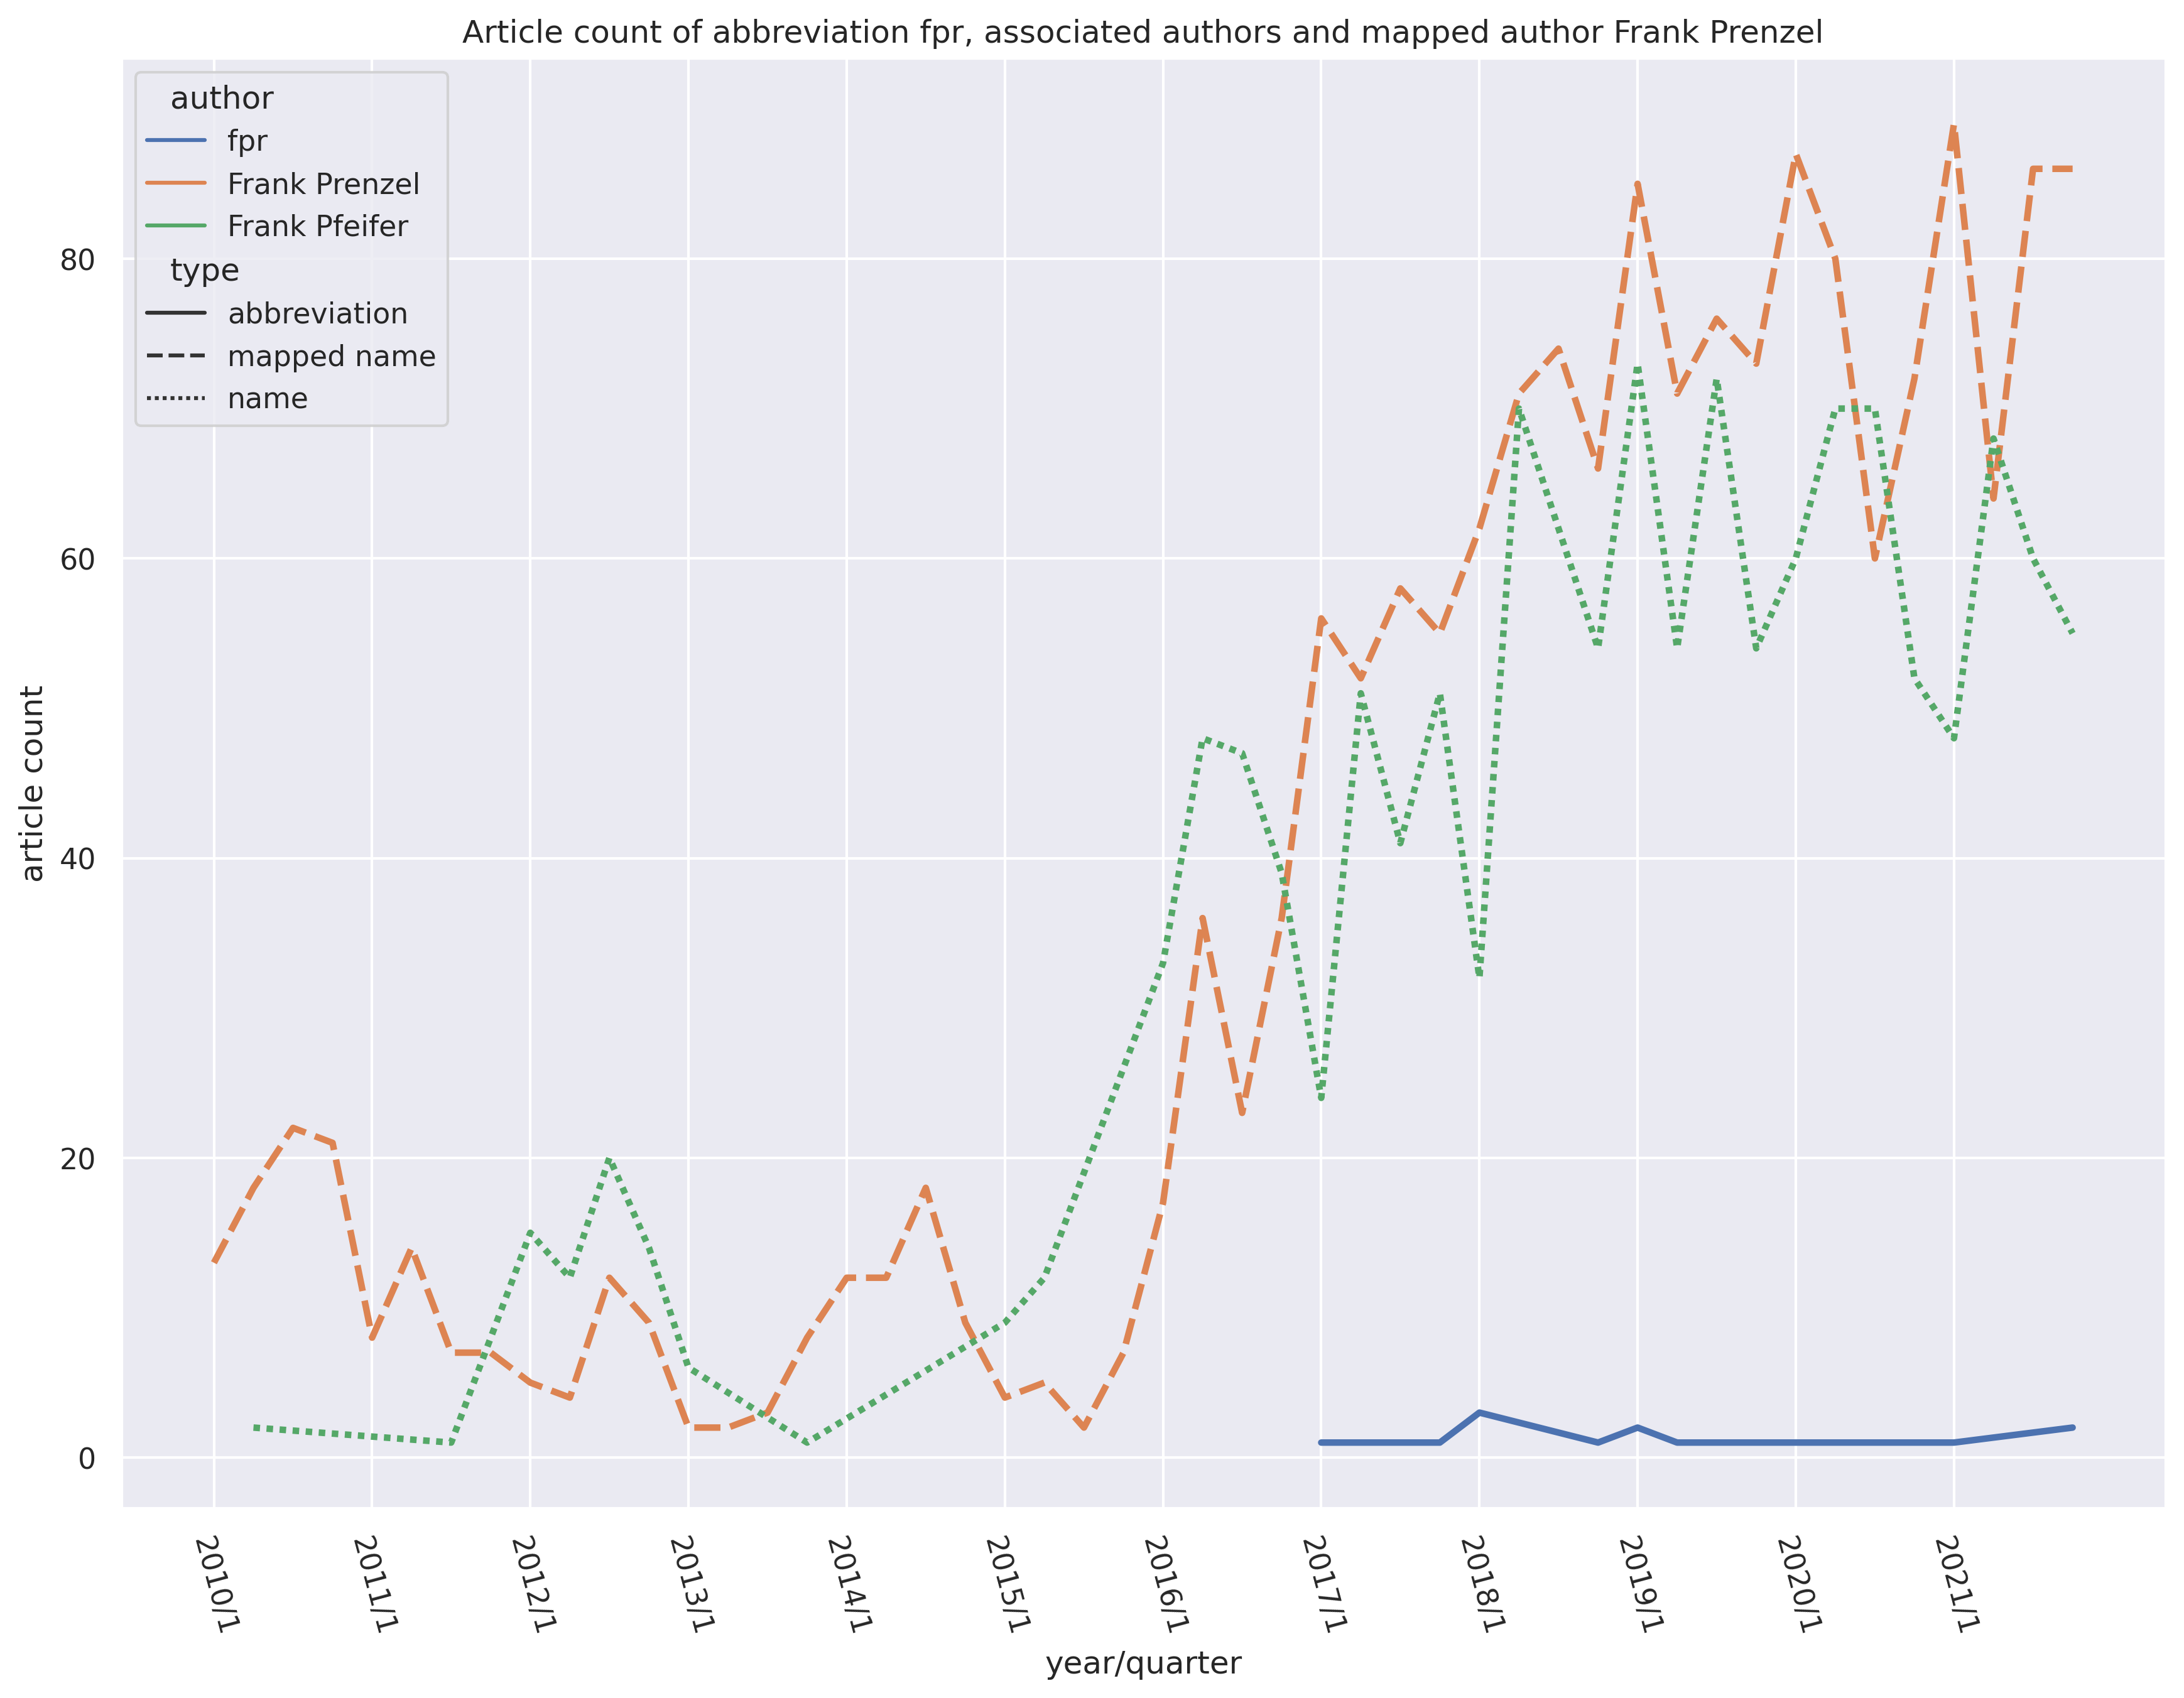 Article count of abbreviation fpr, associated authors and mapped author Frank Prenzel
author
fpr
Frank Prenzel
Frank Pfeifer
type
abbreviation
mapped name
name
article count
80
60
40
20
0
2010/1
2011/1
2012/1
2013/1
2014/1
2015/1
2016/1
2017/1
2018/1
2019/1
2020/1
2021/1
year/quarter